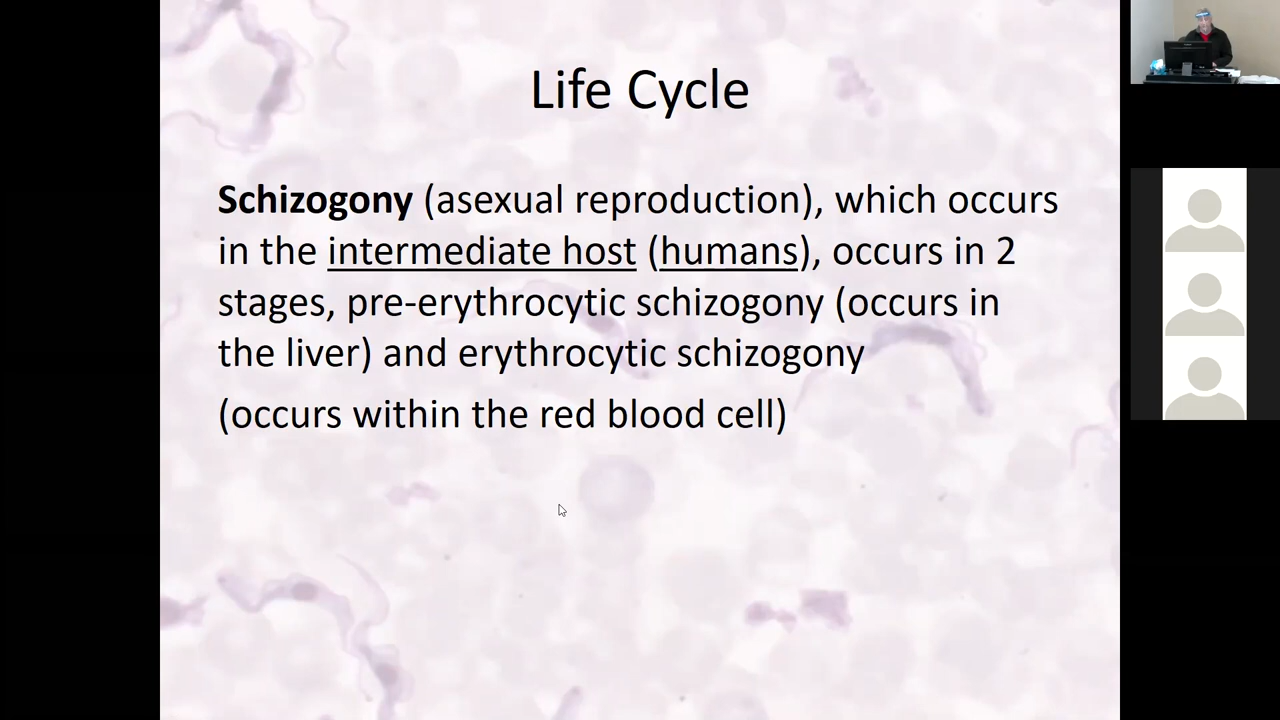 Life Cycle
Schizogony (asexual reproduction), which occurs
in the intermediate host (humans), occurs in 2
stages, pre-erythrocytic schizogony (occurs in
the liver) and erythrocytic schizogony
(occurs within the red blood cell)